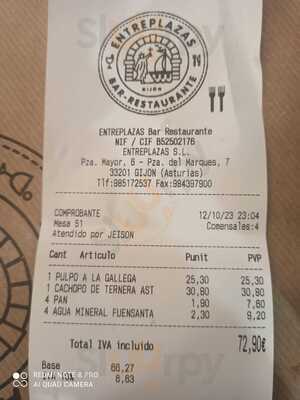 ENTREPLAZAS
GIJÓN
BAR-RESTAURANTE
ENTREPLAZAS Bar Restaurante
NIF / CIF B52502176
ENTREPLAZAS S.L.
Pza. Mayor, 6 - Pza. del Marques, 7
33201 GIJON (Asturias)
Tlf:985172537 Fax:984397900
COMPROBANTE 12/10/23 23:04
Mesa 51 Comensales:4
Atendido por JEISON
Cant Artículo Punit PVP
1 PULPO A LA GALLEGA 25,30 25,30
1 CACHOPO DE TERNERA AST 30,80 30,80
4 PAN 1,90 7,60
4 AGUA MINERAL FUENSANTA 2,30 9,20
Total IVA incluido 72,90€
Base 66,27
6,63
REDMI NOTE 8 PRO
AI QUAD CAMERA